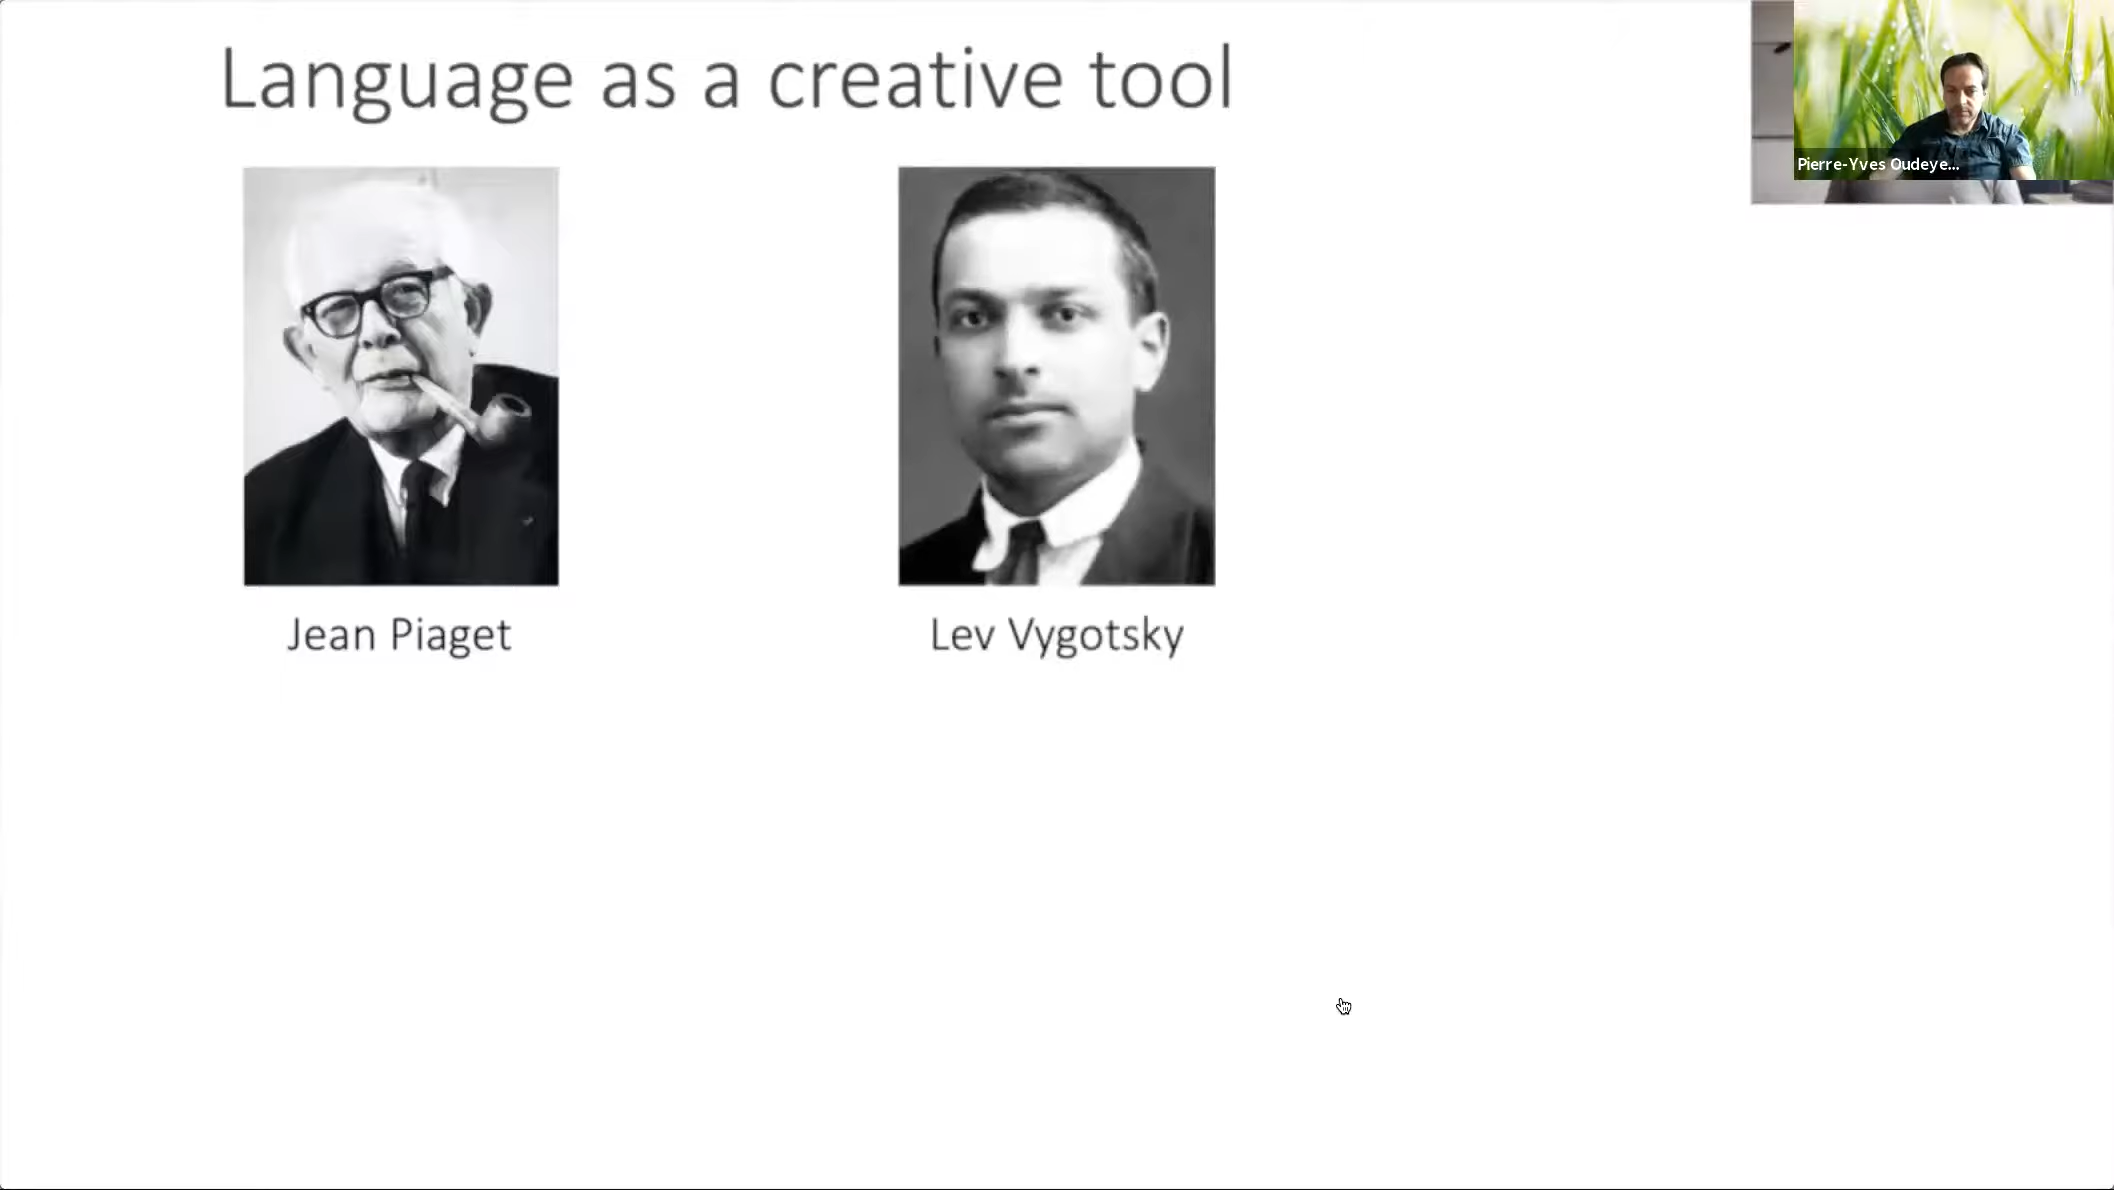 Language as a creative tool
Pierre-Yves Oudeye...
Jean Piaget
Lev Vygotsky